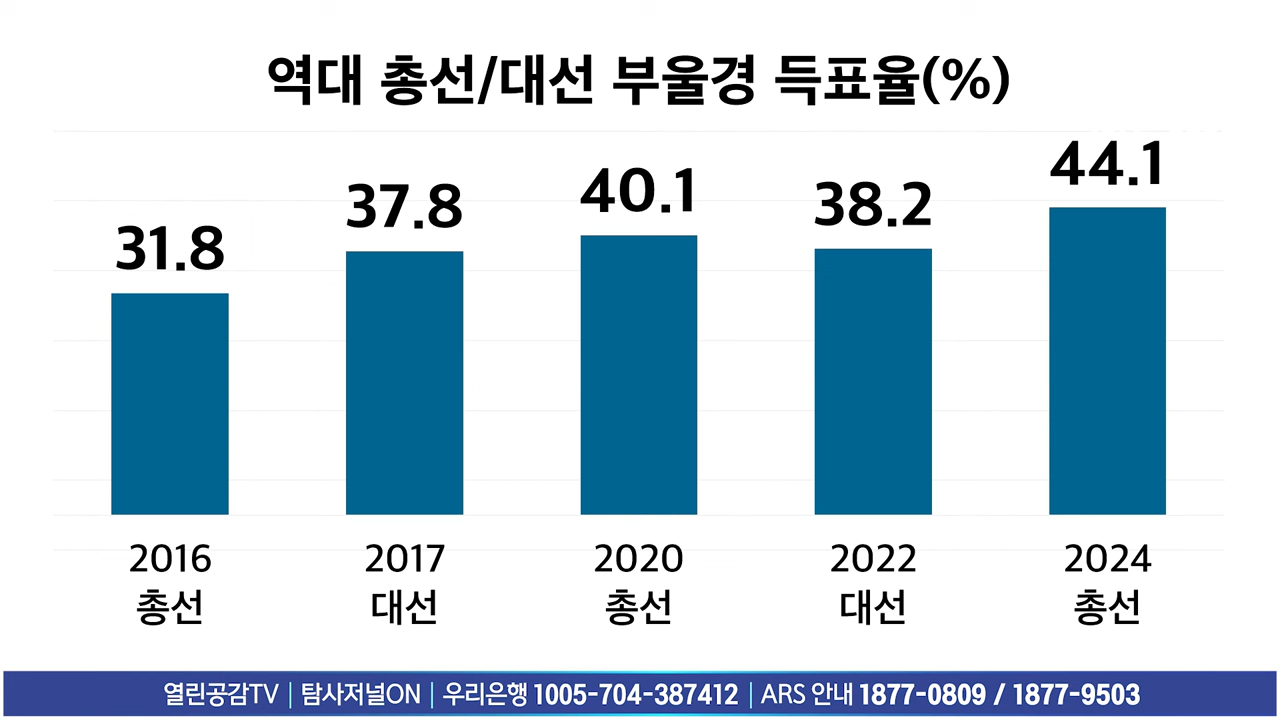 역대 총선/대선 부울경 득표율(%)
31.8
37.8
40.1
38.2
44.1
2016
총선
2017
대선
2020
총선
2022
대선
2024
총선
열린공감TV | 탐사저널ON | 우리은행 1005-704-387412 | ARS 안내 1877-0809 / 1877-9503